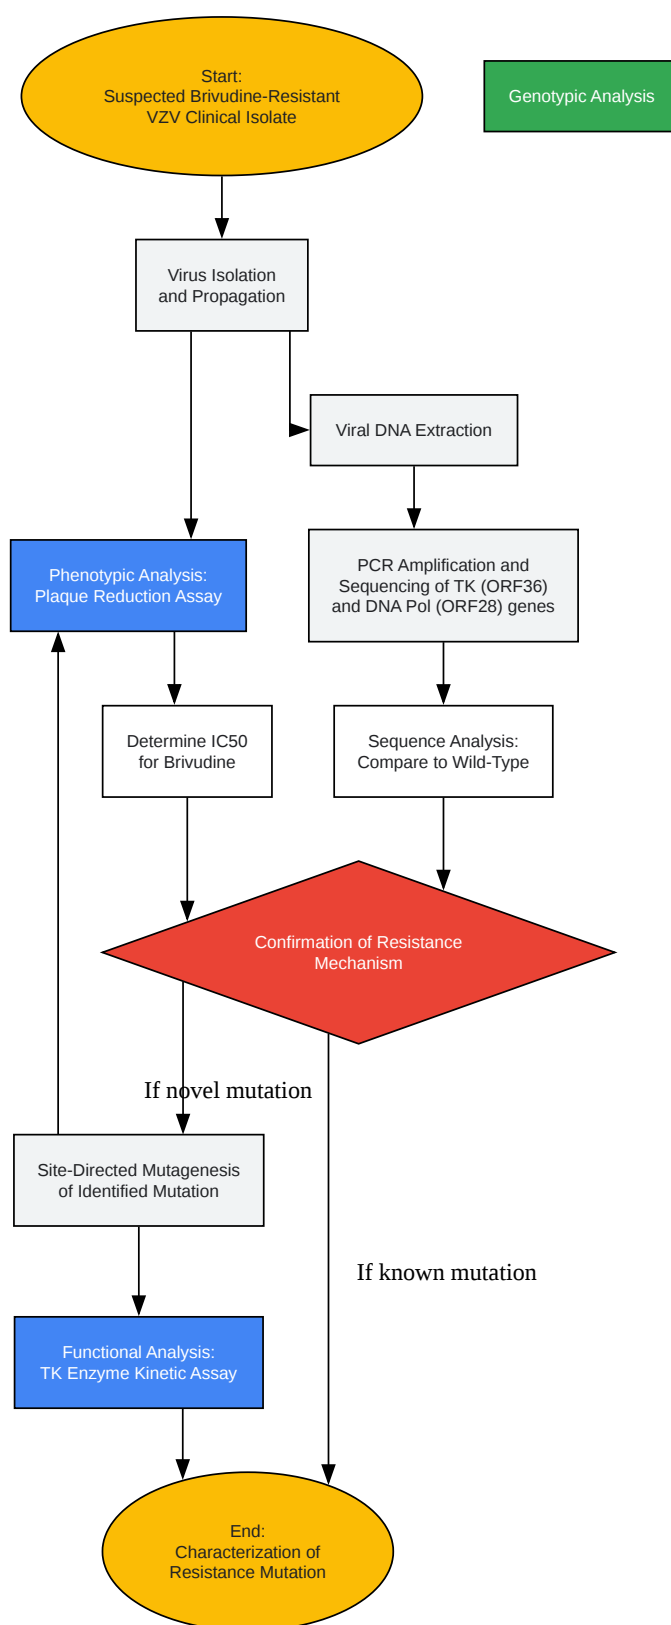 Start:
Suspected Brivudine-Resistant
VZV Clinical Isolate
Genotypic Analysis
Virus Isolation
and Propagation
Viral DNA Extraction
Phenotypic Analysis:
Plaque Reduction Assay
PCR Amplification and
Sequencing of TK (ORF36)
and DNA Pol (ORF28) genes
Determine IC50
for Brivudine
Sequence Analysis:
Compare to Wild-Type
Confirmation of Resistance
Mechanism
If novel mutation
Site-Directed Mutagenesis
of Identified Mutation
If known mutation
Functional Analysis:
TK Enzyme Kinetic Assay
End:
Characterization of
Resistance Mutation